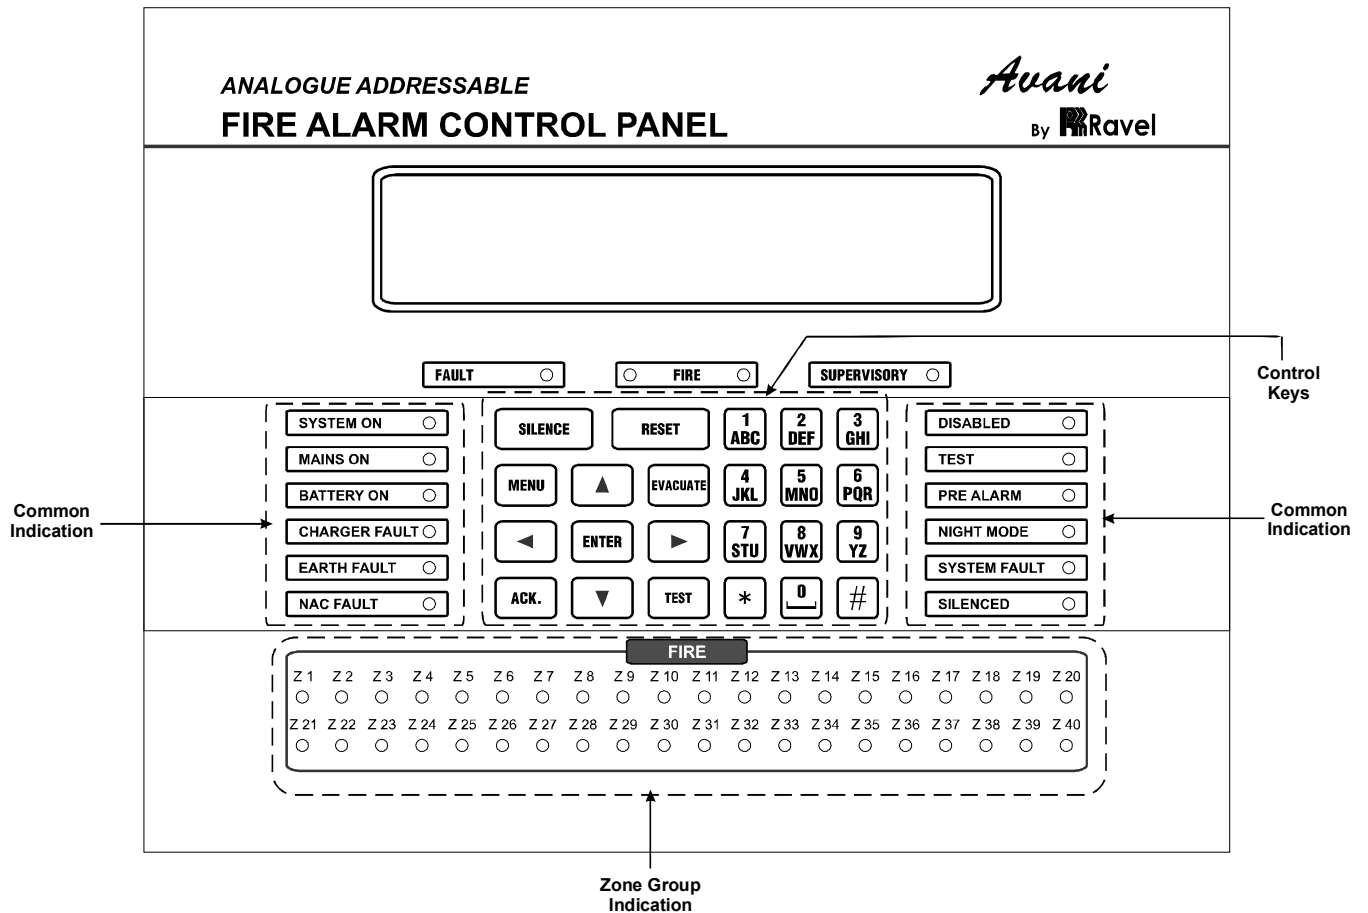 ANALOGUE ADDRESSABLE
FIRE ALARM CONTROL PANEL
Avani
By Ravel
FAULT
FIRE
SUPERVISORY
Control
Keys
Common
Indication
SYSTEM ON
MAINS ON
BATTERY ON
CHARGER FAULT
EARTH FAULT
NAC FAULT
SILENCE RESET 1 ABC 2 DEF 3 GHI
MENU EVACUATE 4 JKL 5 MNO 6 PQR
ENTER 7 STU 8 VWX 9 YZ
ACK. TEST * 0 #
DISABLED
TEST
PRE ALARM
NIGHT MODE
SYSTEM FAULT
SILENCED
Common
Indication
FIRE
Z 1 Z 2 Z 3 Z 4 Z 5 Z 6 Z 7 Z 8 Z 9 Z 10 Z 11 Z 12 Z 13 Z 14 Z 15 Z 16 Z 17 Z 18 Z 19 Z 20
Z 21 Z 22 Z 23 Z 24 Z 25 Z 26 Z 27 Z 28 Z 29 Z 30 Z 31 Z 32 Z 33 Z 34 Z 35 Z 36 Z 37 Z 38 Z 39 Z 40
Zone Group
Indication